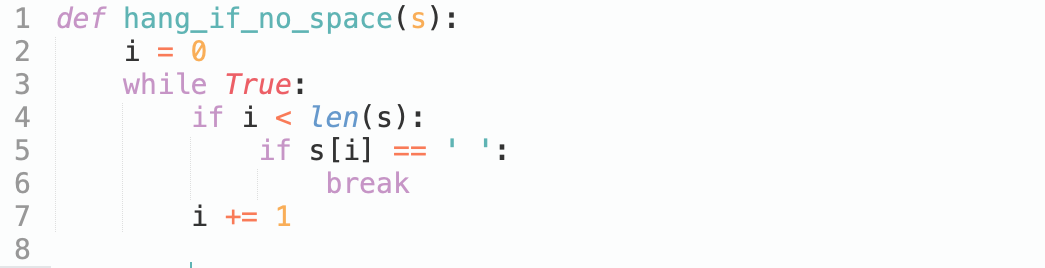 1 def hang_if_no_space(s):
2     i = 0
3     while True:
4         if i < len(s):
5             if s[i] == ' ':
6                 break
7         i += 1
8